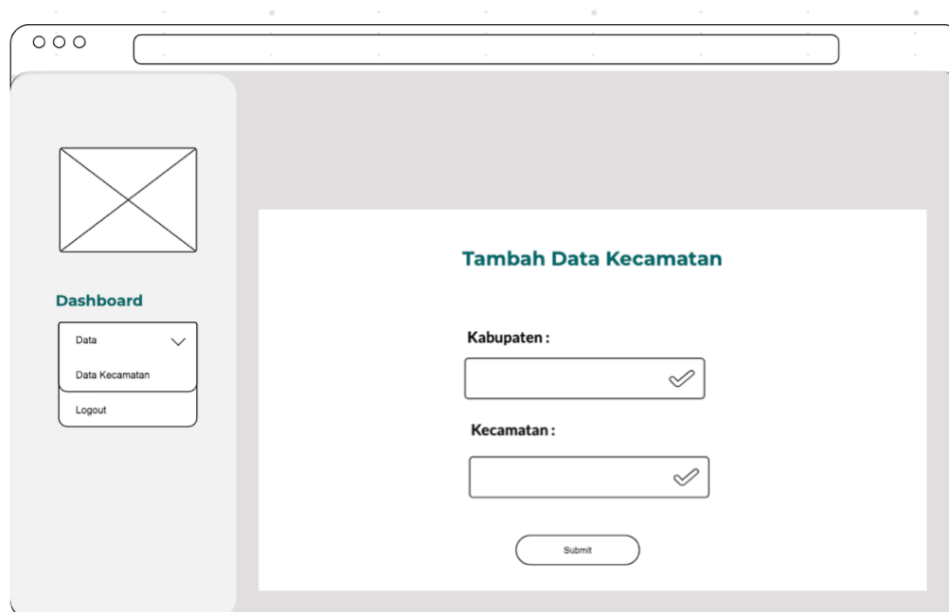 Dashboard
Data
Data Kecamatan
Logout
Tambah Data Kecamatan
Kabupaten :
Kecamatan :
Submit